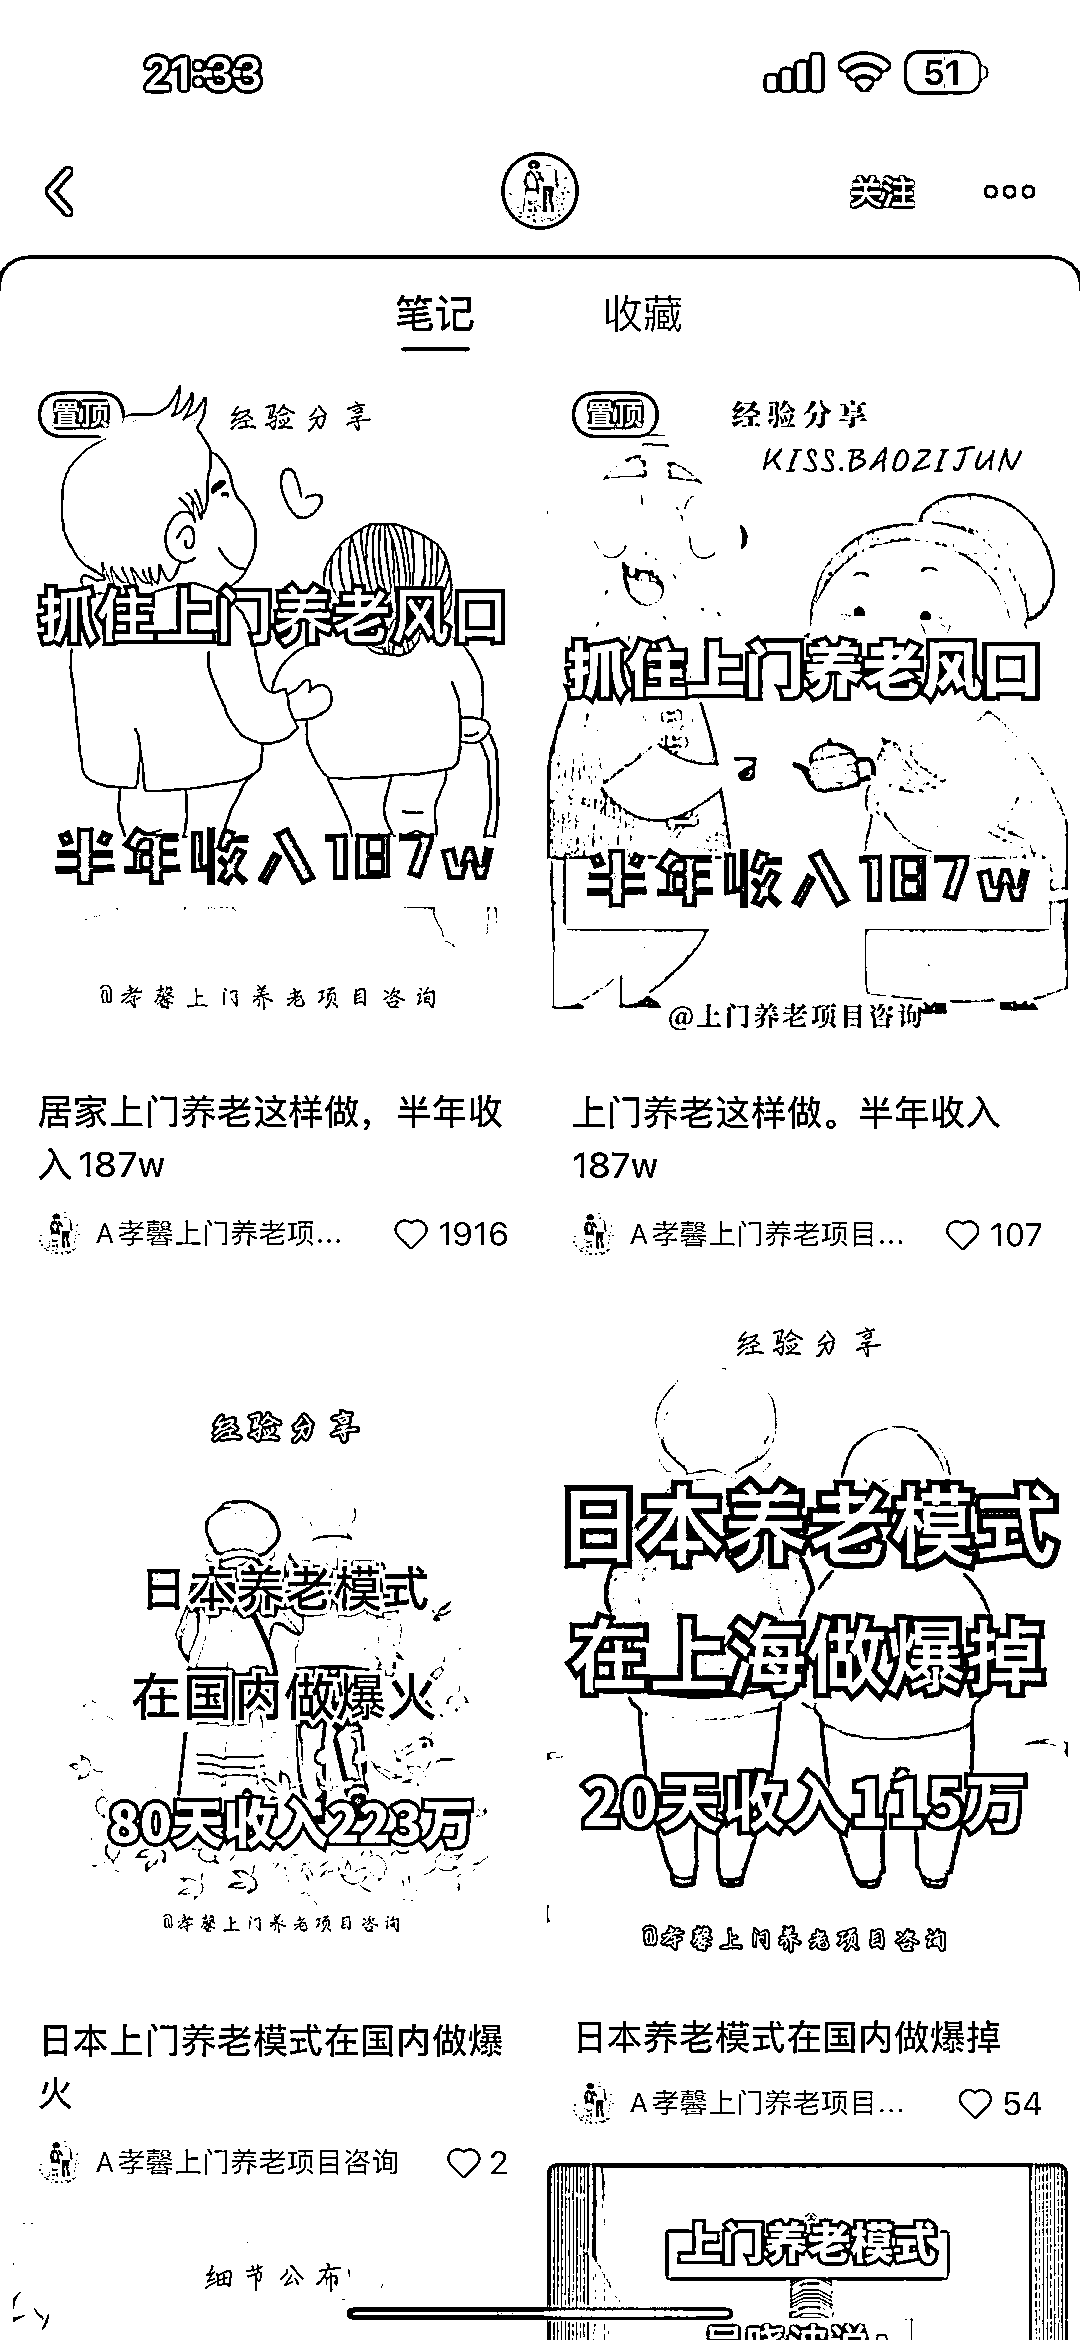 21:33
51
关注
笔记
收藏
置顶
经验分享
抓住上门养老风口
半年收入187w
@孝馨上门养老项目咨询
居家上门养老这样做，半年收
入187w
A孝馨上门养老项...
1916
置顶
经验分享
KISS.BAOZIJUN
抓住上门养老风口
半年收入187w
@上门养老项目咨询
上门养老这样做。半年收入
187w
A孝馨上门养老项目...
107
经验分享
日本养老模式
在国内做爆火
80天收入223万
@孝馨上门养老项目咨询
日本上门养老模式在国内做爆
火
A孝馨上门养老项目咨询
2
经验分享
日本养老模式
在上海做爆掉
20天收入115万
@孝馨上门养老项目咨询
日本养老模式在国内做爆掉
A孝馨上门养老项目...
54
细节公布
上门养老模式